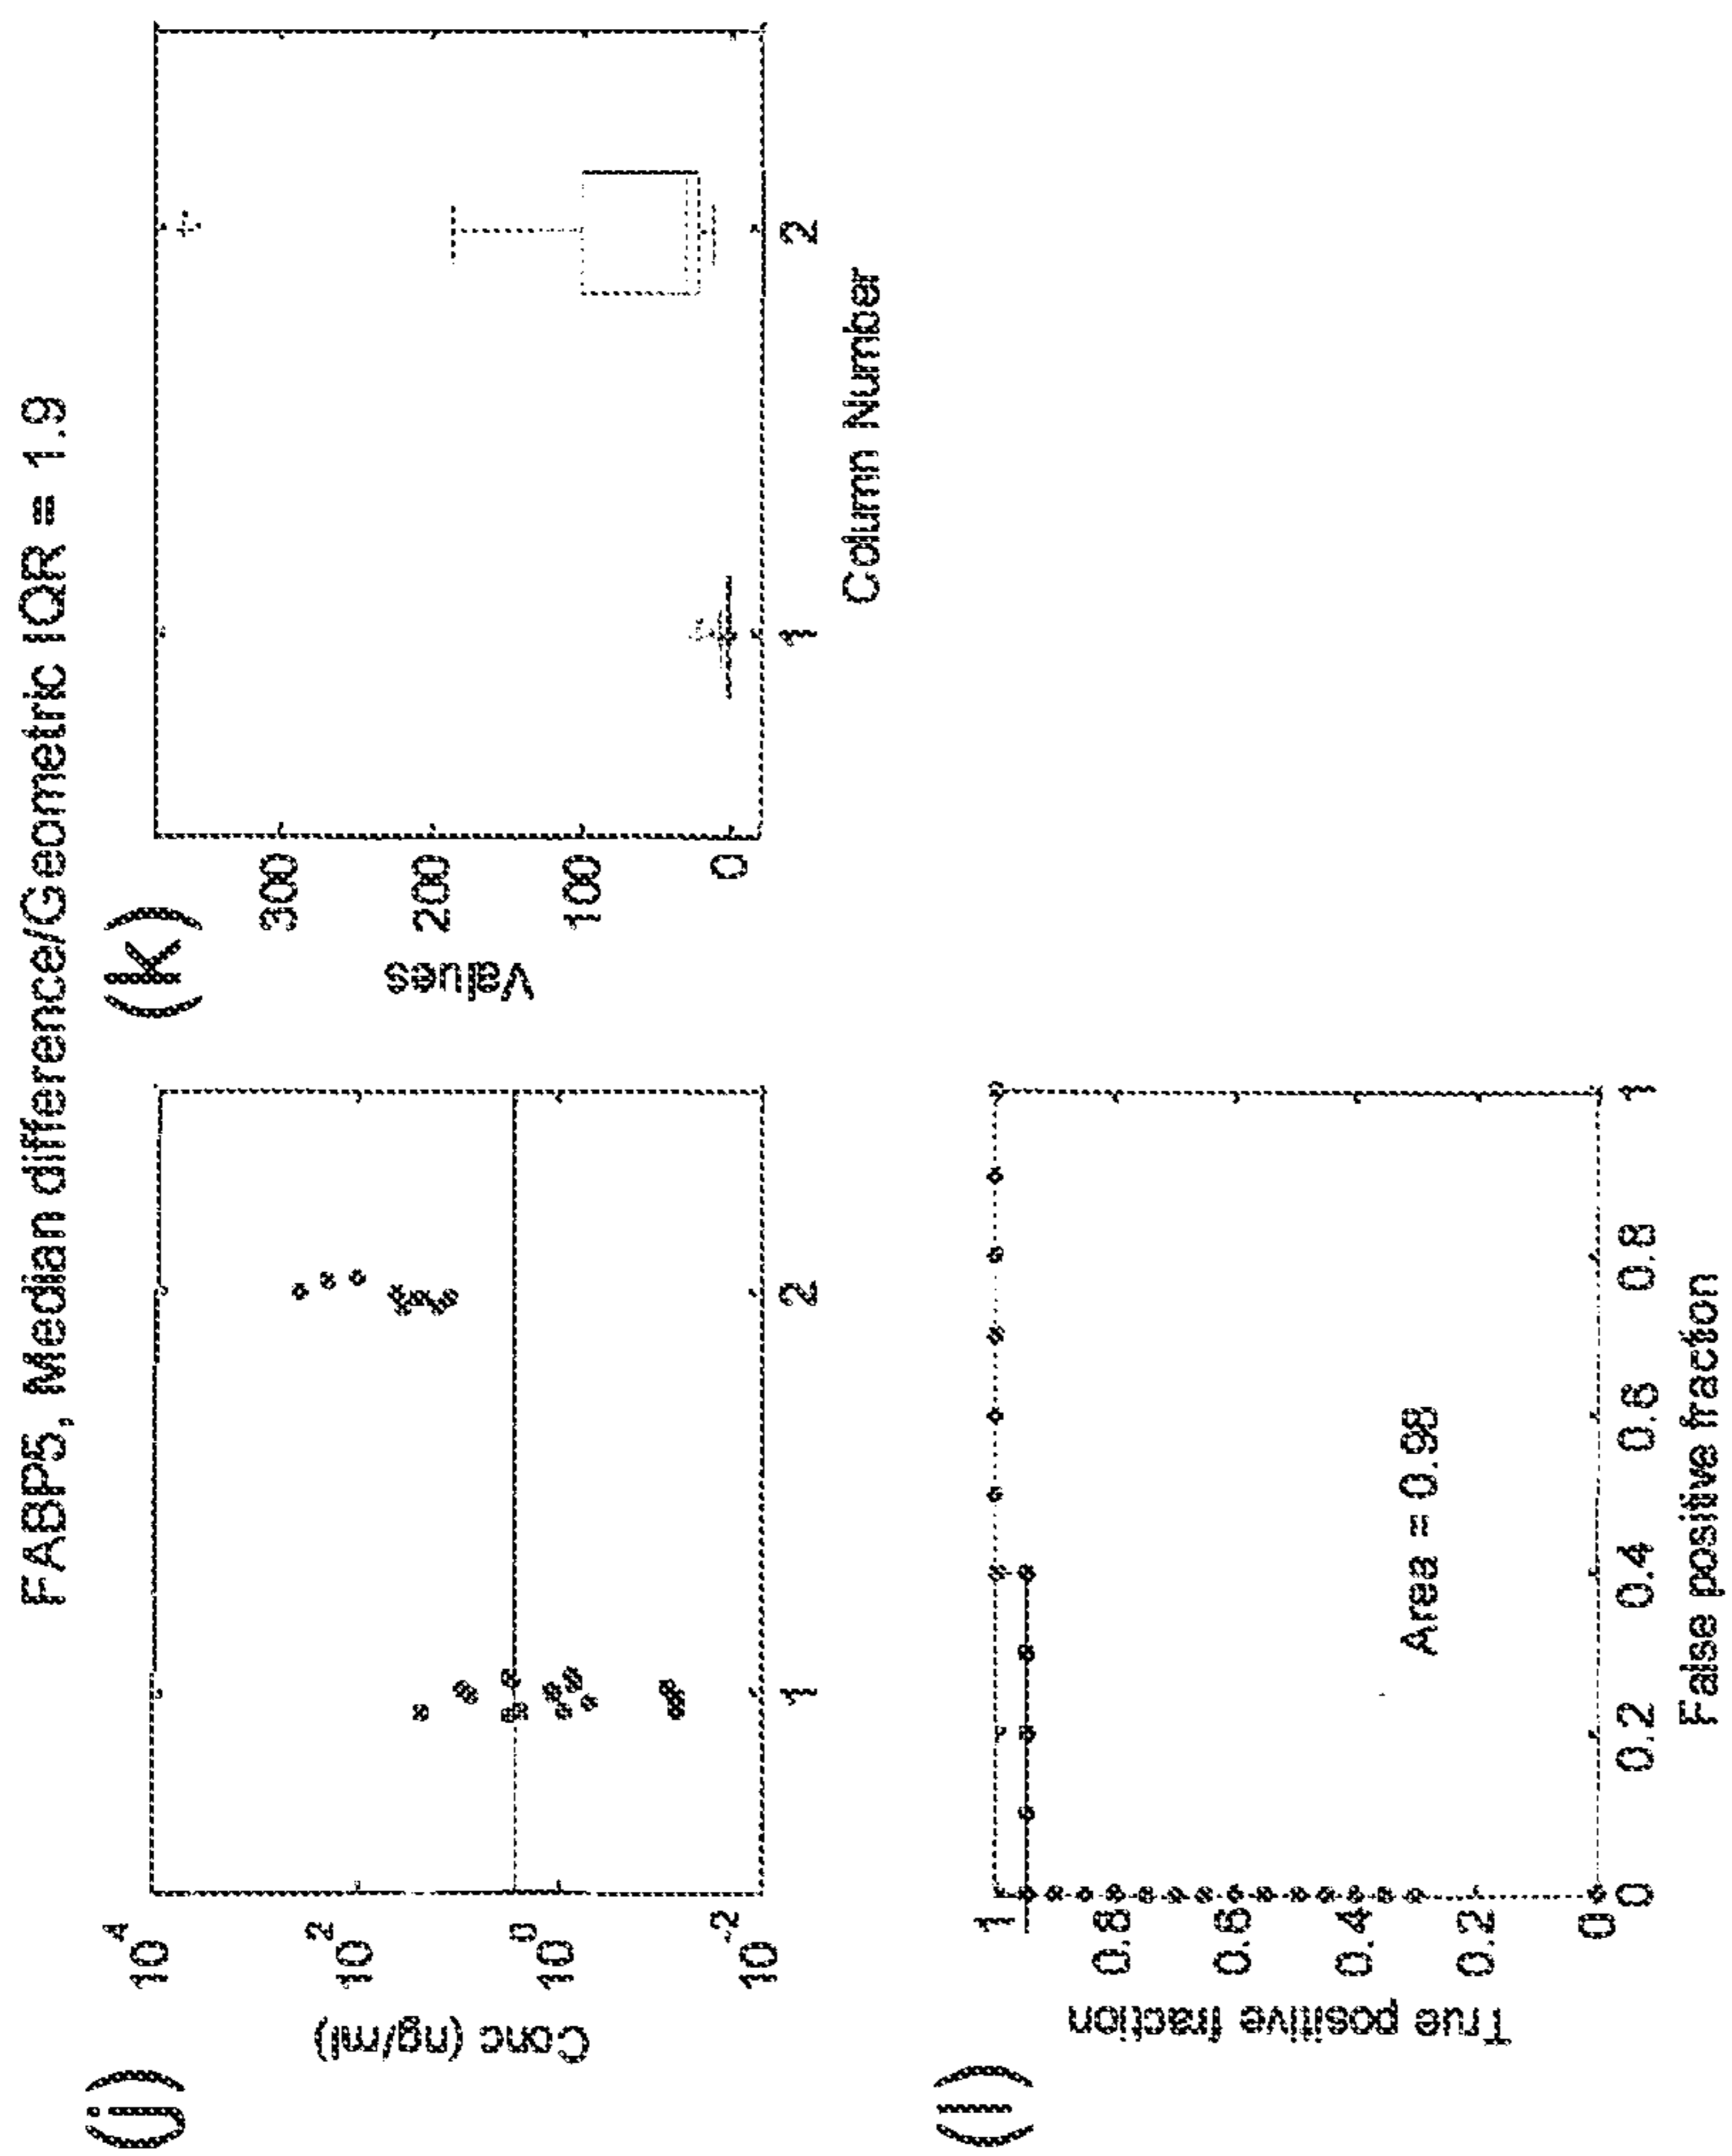 FABP5, Median difference/Geometric IQR = 1.9
(j)
Conc (ng/ml)
10^4
10^2
10^0
10^-2
1
2
(k)
Values
300
200
100
0
1
2
Column Number
(l)
True positive fraction
1
0.8
0.6
0.4
0.2
0
Area = 0.98
0
0.2
0.4
0.6
0.8
1
False positive fraction